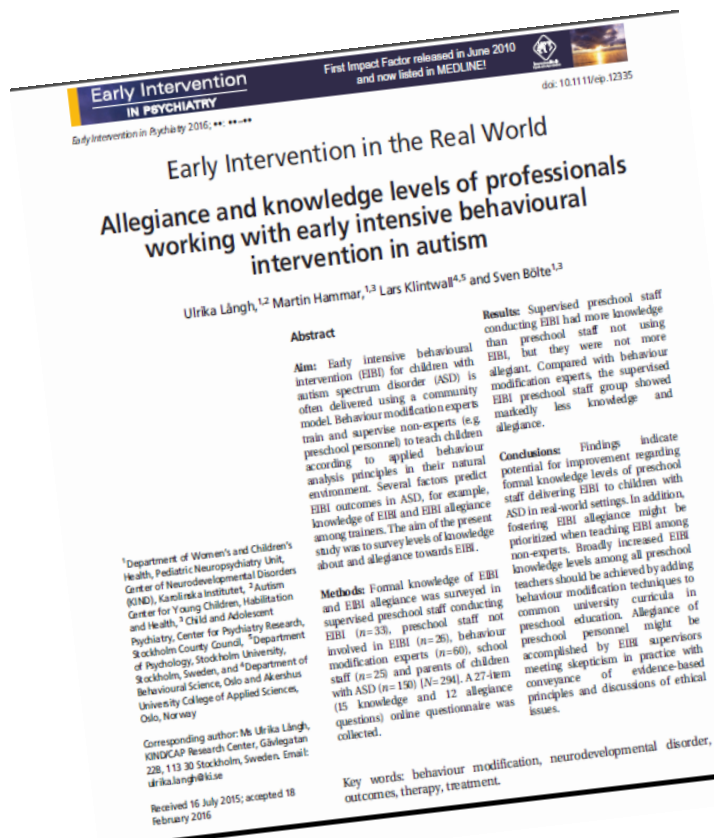 Early Intervention
IN PSYCHIATRY
First Impact Factor released in June 2010
and now listed in MEDLINE!
doi: 10.1111/eip.12335
Early Intervention in Psychiatry 2016; ••: ••–••
Early Intervention in the Real World
Allegiance and knowledge levels of professionals
working with early intensive behavioural
intervention in autism
Ulrika Långh,1,2 Martin Hammar,1,3 Lars Klintwall4,5 and Sven Bölte1,3
Abstract
Aim: Early intensive behavioural
intervention (EIBI) for children with
autism spectrum disorder (ASD) is
often delivered using a community
model. Behaviour modification experts
train and supervise non-experts (e.g.
preschool personnel) to teach children
according to applied behaviour
analysis principles in their natural
environment. Several factors predict
EIBI outcomes in ASD, for example,
knowledge of EIBI and EIBI allegiance
among trainers. The aim of the present
study was to survey levels of knowledge
about and allegiance towards EIBI.
Methods: Formal knowledge of EIBI
and EIBI allegiance was surveyed in
supervised preschool staff conducting
EIBI (n=33), preschool staff not
involved in EIBI (n=26), behaviour
modification experts (n=60), school
staff (n=25) and parents of children
with ASD (n=150) [N=294]. A 27-item
(15 knowledge and 12 allegiance
questions) online questionnaire was
collected.
Results: Supervised preschool staff
conducting EIBI had more knowledge
than preschool staff not using
EIBI, but they were not more
allegiant. Compared with behaviour
modification experts, the supervised
EIBI preschool staff group showed
markedly less knowledge and
allegiance.
Conclusions: Findings indicate
potential for improvement regarding
formal knowledge levels of preschool
staff delivering EIBI to children with
ASD in real-world settings. In addition,
fostering EIBI allegiance might be
prioritized when teaching EIBI among
non-experts. Broadly increased EIBI
knowledge levels among all preschool
teachers should be achieved by adding
behaviour modification techniques to
common university curricula in
preschool education. Allegiance of
preschool personnel might be
accomplished by EIBI supervisors
meeting skepticism in practice with
conveyance of evidence-based
principles and discussions of ethical
issues.
1Department of Women's and Children's
Health, Pediatric Neuropsychiatry Unit,
Center of Neurodevelopmental Disorders
(KIND), Karolinska Institutet, 2Autism
Center for Young Children, Habilitation
and Health, 3Child and Adolescent
Psychiatry, Center for Psychiatry Research,
Stockholm County Council, 5Department
of Psychology, Stockholm University,
Stockholm, Sweden, and 4Department of
Behavioural Science, Oslo and Akershus
University College of Applied Sciences,
Oslo, Norway
Corresponding author: Ms Ulrika Långh,
KIND/CAP Research Center, Gävlegatan
22B, 113 30 Stockholm, Sweden. Email:
ulrika.langh@ki.se
Received 16 July 2015; accepted 18
February 2016
Key words: behaviour modification, neurodevelopmental disorder,
outcomes, therapy, treatment.